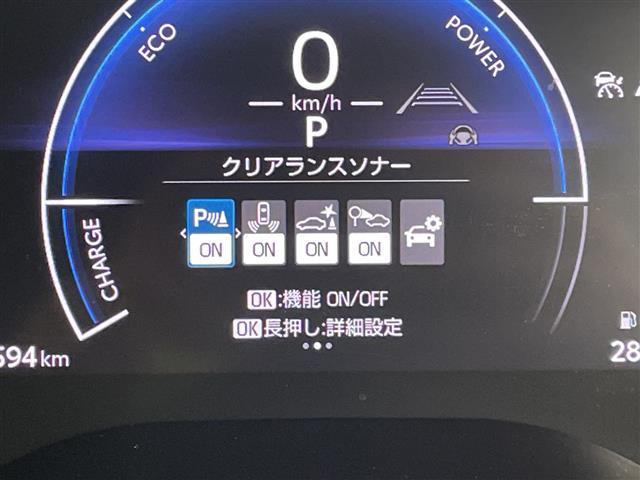 ECO
POWER
0
km/h
P
クリアランスソナー
P
ON
ON
ON
ON
CHARGE
OK:機能 ON/OFF
OK長押し:詳細設定
594km
28